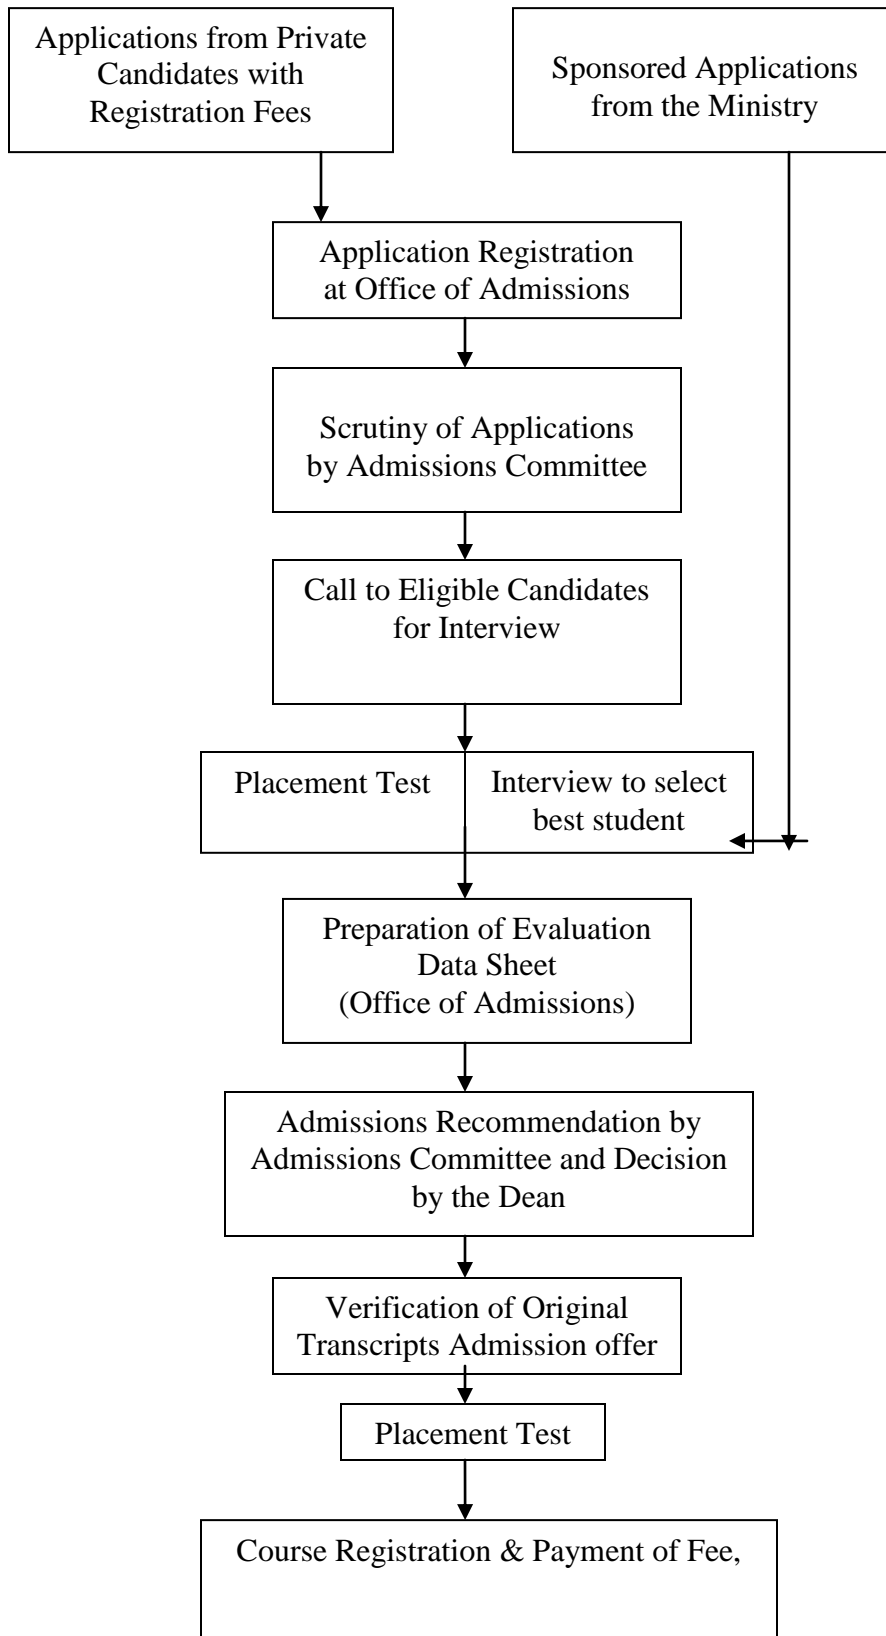 Applications from Private
Candidates with
Registration Fees
Sponsored Applications
from the Ministry
Application Registration
at Office of Admissions
Scrutiny of Applications
by Admissions Committee
Call to Eligible Candidates
for Interview
Placement Test
Interview to select
best student
Preparation of Evaluation
Data Sheet
(Office of Admissions)
Admissions Recommendation by
Admissions Committee and Decision
by the Dean
Verification of Original
Transcripts Admission offer
Placement Test
Course Registration & Payment of Fee,